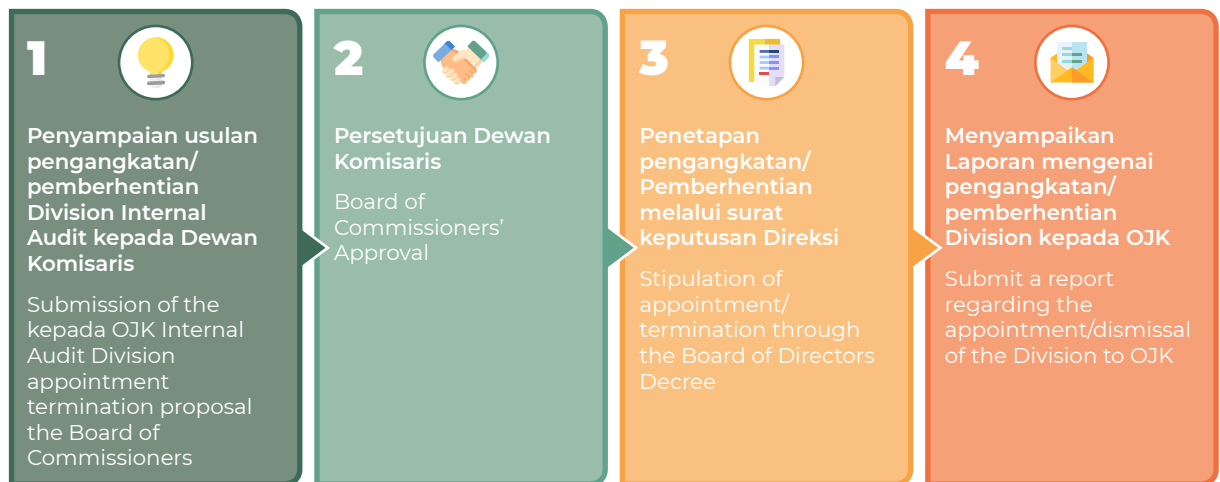 1
Penyampaian usulan
pengangkatan/
pemberhentian
Division Internal
Audit kepada Dewan
Komisaris
Submission of the
kepada OJK Internal
Audit Division
appointment
termination proposal
the Board of
Commissioners
2
Persetujuan Dewan
Komisaris
Board of
Commissioners’
Approval
3
Penetapan
pengangkatan/
Pemberhentian
melalui surat
keputusan Direksi
Stipulation of
appointment/
termination through
the Board of Directors
Decree
4
Menyampaikan
Laporan mengenai
pengangkatan/
pemberhentian
Division kepada OJK
Submit a report
regarding the
appointment/dismissal
of the Division to OJK